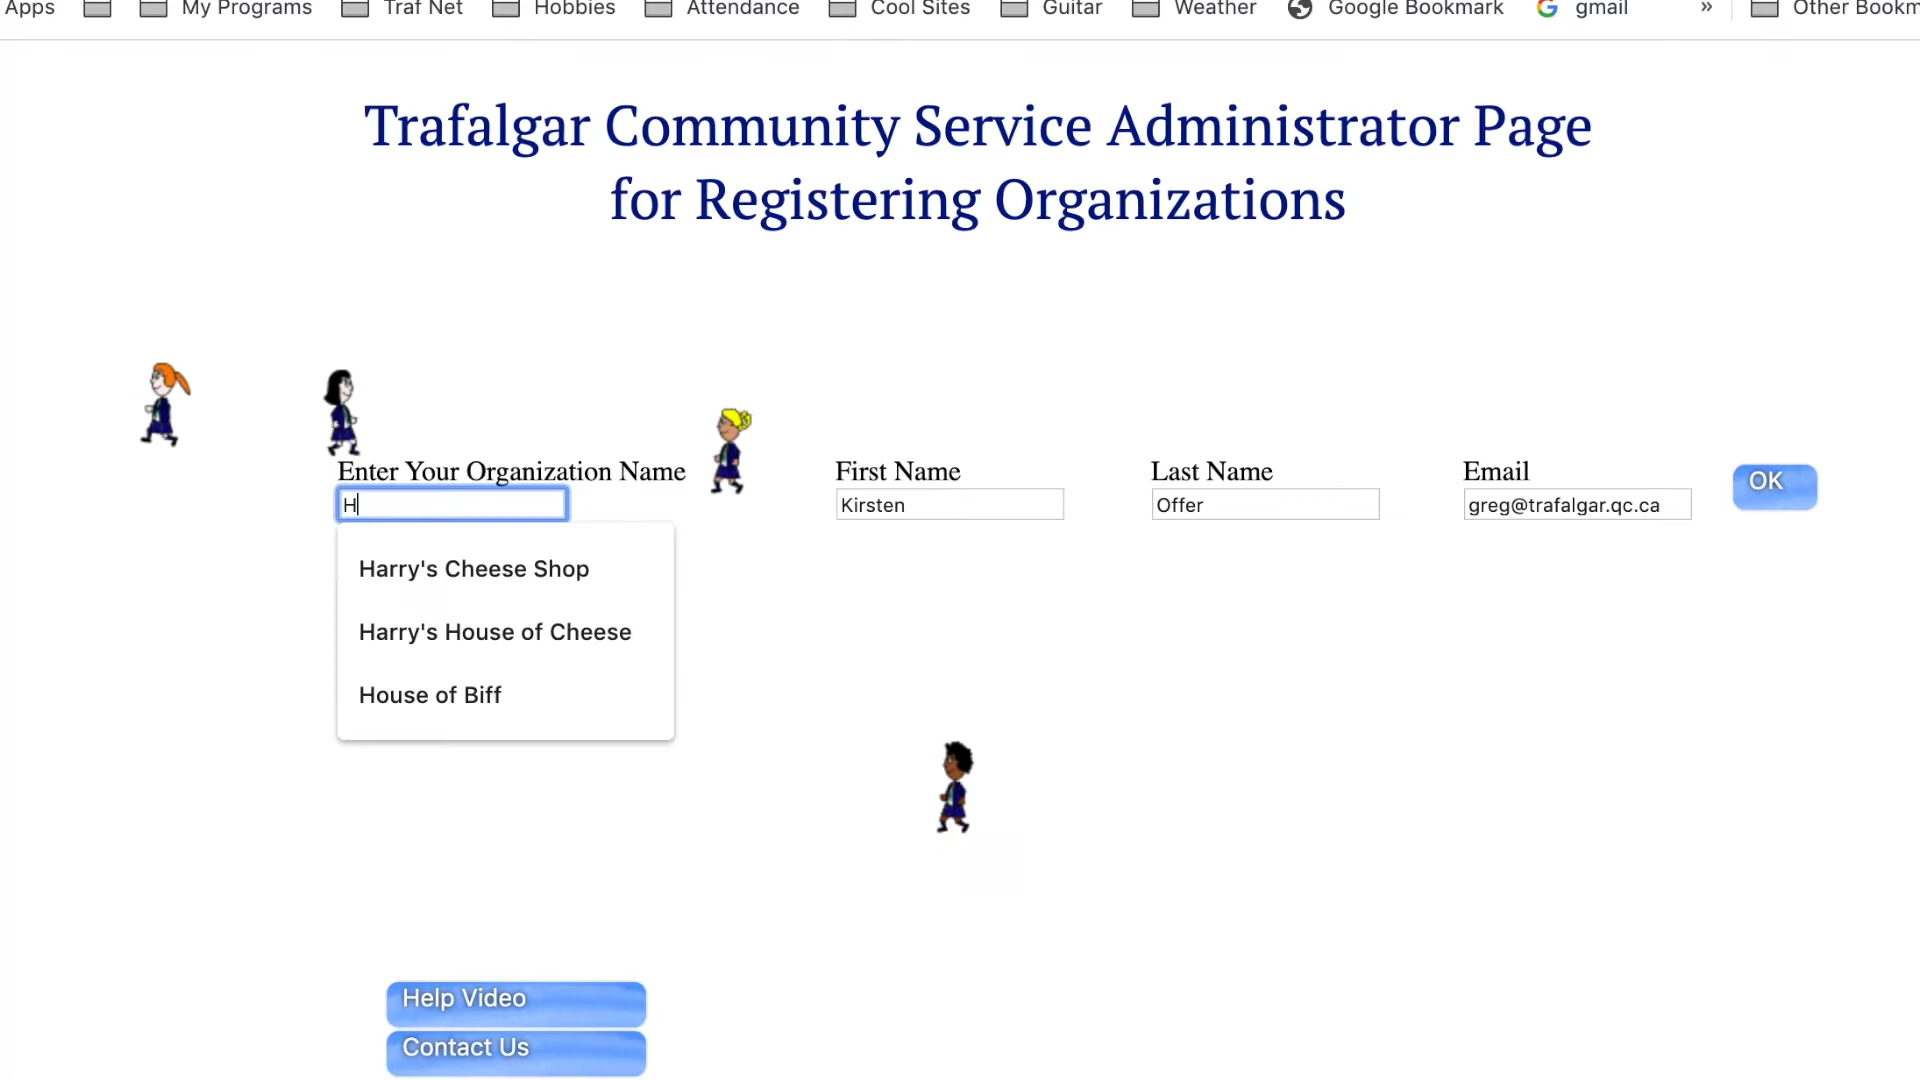 Apps My Programs Traf Net Hobbies Attendance Cool Sites Guitar Weather Google Bookmark gmail » Other Bookm
Trafalgar Community Service Administrator Page
for Registering Organizations
Enter Your Organization Name First Name Last Name Email OK
H Kirsten Offer greg@trafalgar.qc.ca
Harry's Cheese Shop
Harry's House of Cheese
House of Biff
Help Video
Contact Us